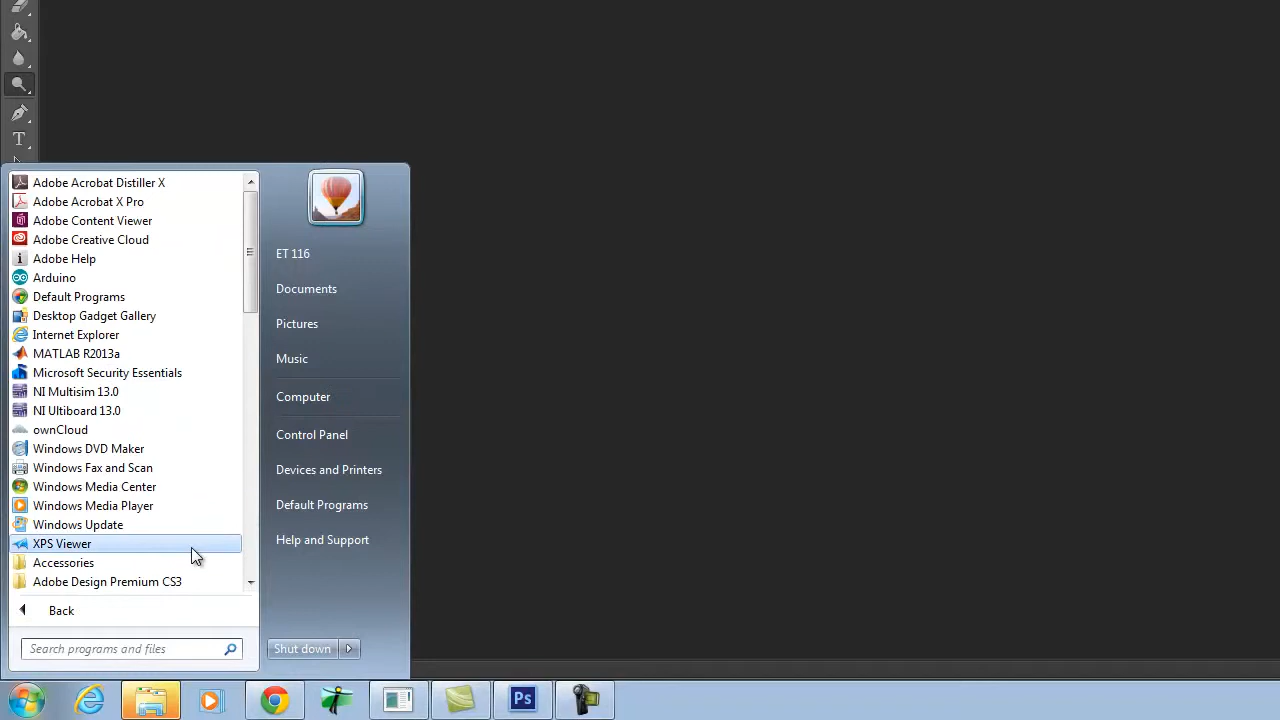 T
Adobe Acrobat Distiller X
Adobe Acrobat X Pro
Adobe Content Viewer
Adobe Creative Cloud
Adobe Help
Arduino
Default Programs
Desktop Gadget Gallery
Internet Explorer
MATLAB R2013a
Microsoft Security Essentials
NI Multisim 13.0
NI Ultiboard 13.0
ownCloud
Windows DVD Maker
Windows Fax and Scan
Windows Media Center
Windows Media Player
Windows Update
XPS Viewer
Accessories
Adobe Design Premium CS3
Back
Search programs and files
ET 116
Documents
Pictures
Music
Computer
Control Panel
Devices and Printers
Default Programs
Help and Support
Shut down
Ps